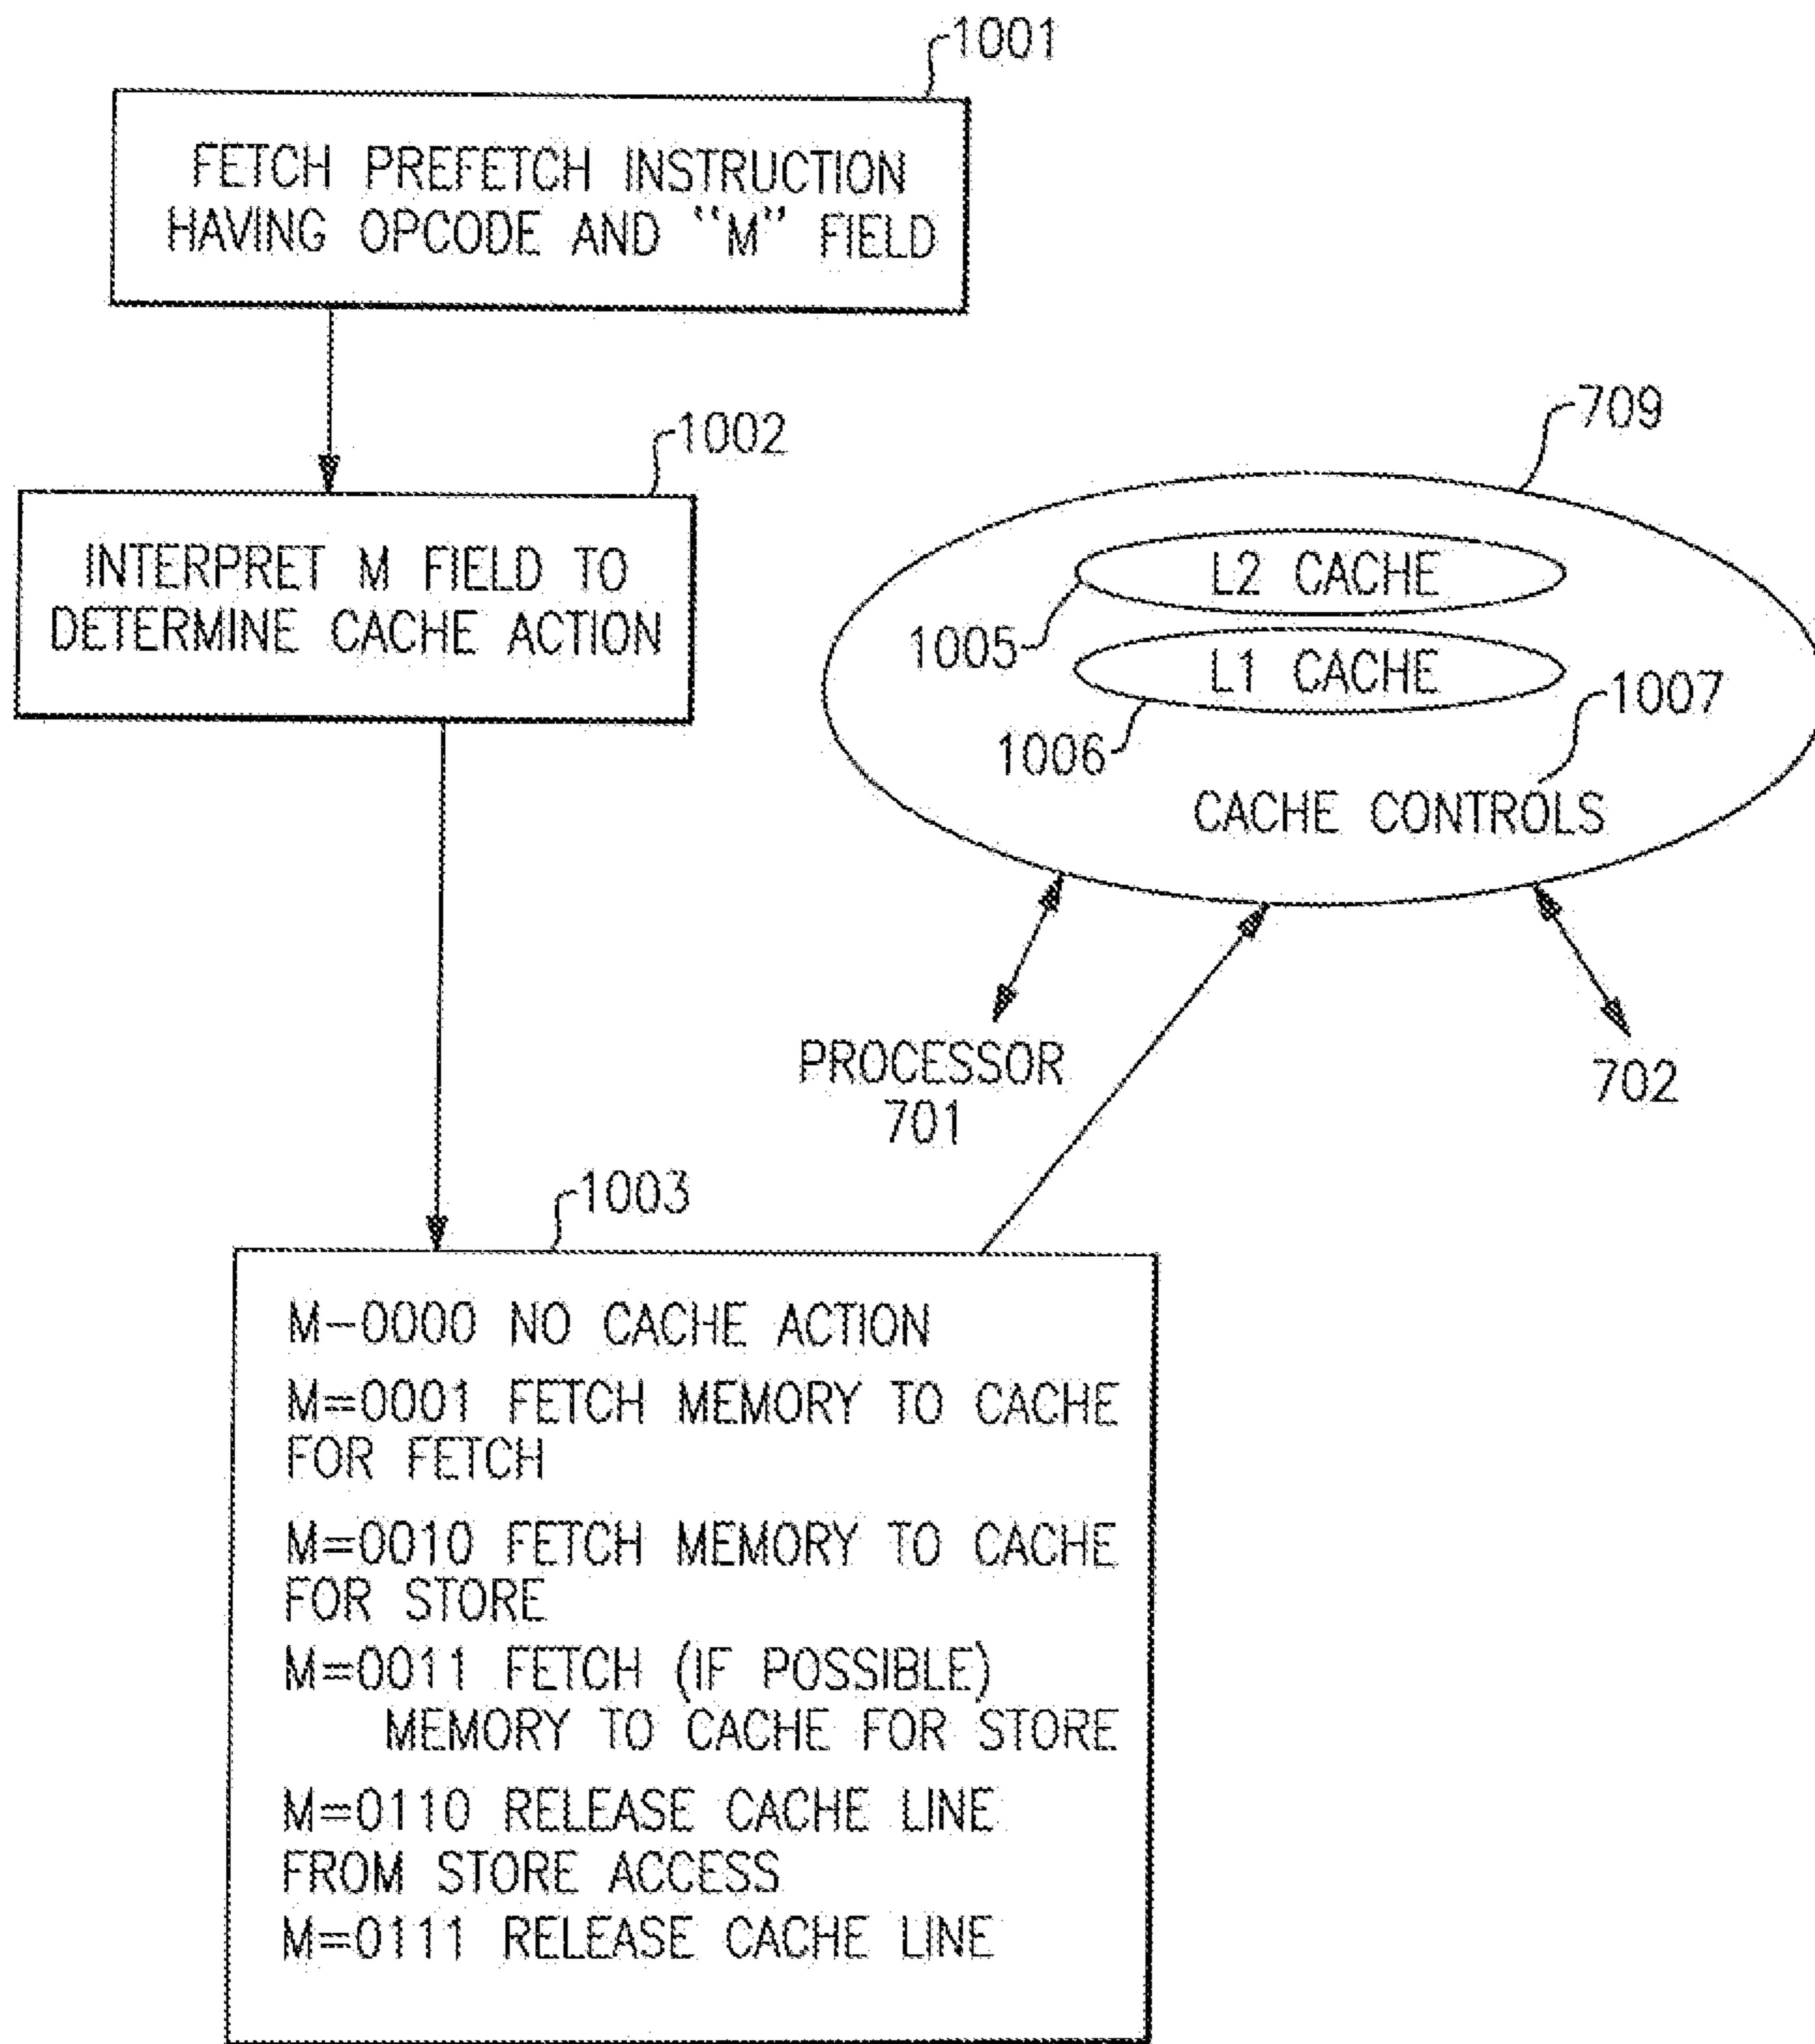 1001
FETCH PREFETCH INSTRUCTION
HAVING OPCODE AND “M” FIELD
1002
INTERPRET M FIELD TO
DETERMINE CACHE ACTION
709
L2 CACHE
1005
L1 CACHE
1006
1007
CACHE CONTROLS
PROCESSOR
701
702
1003
M-0000 NO CACHE ACTION
M=0001 FETCH MEMORY TO CACHE
FOR FETCH
M=0010 FETCH MEMORY TO CACHE
FOR STORE
M=0011 FETCH (IF POSSIBLE)
MEMORY TO CACHE FOR STORE
M=0110 RELEASE CACHE LINE
FROM STORE ACCESS
M=0111 RELEASE CACHE LINE